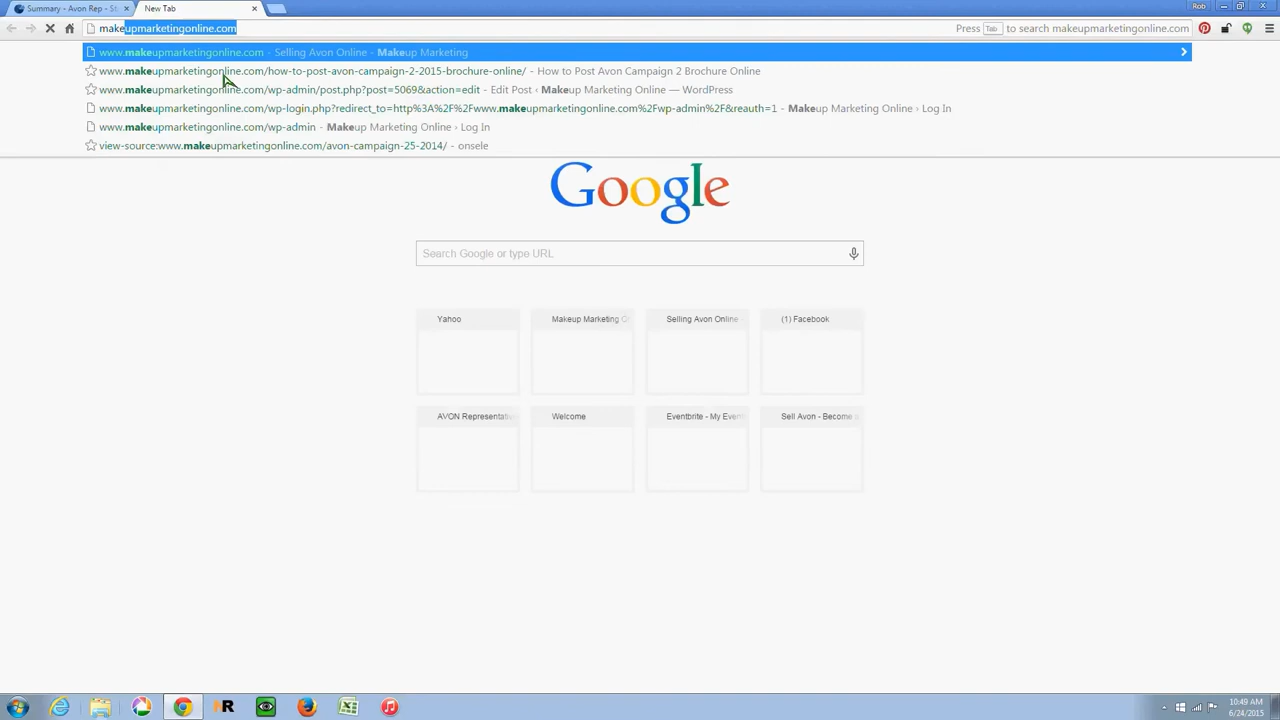 Summary - Avon Rep - St
New Tab
Rob
makeupmarketingonline.com
Press Tab to search makeupmarketingonline.com
www.makeupmarketingonline.com - Selling Avon Online - Makeup Marketing
www.makeupmarketingonline.com/how-to-post-avon-campaign-2-2015-brochure-online/ - How to Post Avon Campaign 2 Brochure Online
www.makeupmarketingonline.com/wp-admin/post.php?post=5069&action=edit - Edit Post ‹ Makeup Marketing Online — WordPress
www.makeupmarketingonline.com/wp-login.php?redirect_to=http%3A%2F%2Fwww.makeupmarketingonline.com%2Fwp-admin%2F&reauth=1 - Makeup Marketing Online › Log In
www.makeupmarketingonline.com/wp-admin - Makeup Marketing Online › Log In
view-source:www.makeupmarketingonline.com/avon-campaign-25-2014/ - onsele
Google
Search Google or type URL
Yahoo
Makeup Marketing O
Selling Avon Online -
(1) Facebook
AVON Representativ
Welcome
Eventbrite - My Event
Sell Avon - Become
10:49 AM
6/24/2015